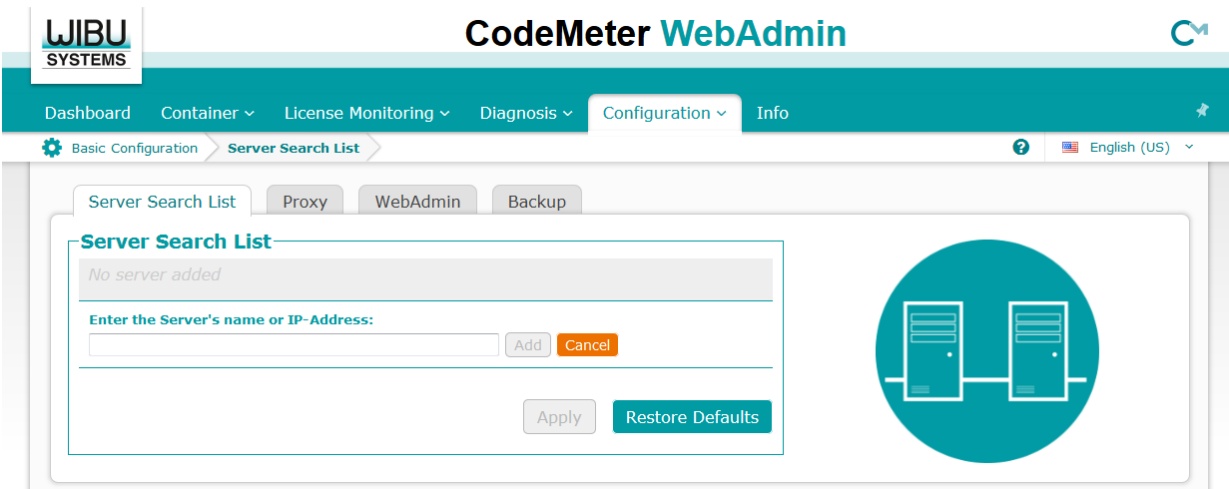 WIBU
SYSTEMS
CodeMeter WebAdmin
CM
Dashboard Container License Monitoring Diagnosis Configuration Info
Basic Configuration Server Search List ? English (US)
Server Search List Proxy WebAdmin Backup
Server Search List
No server added
Enter the Server's name or IP-Address:
Add Cancel
Apply Restore Defaults